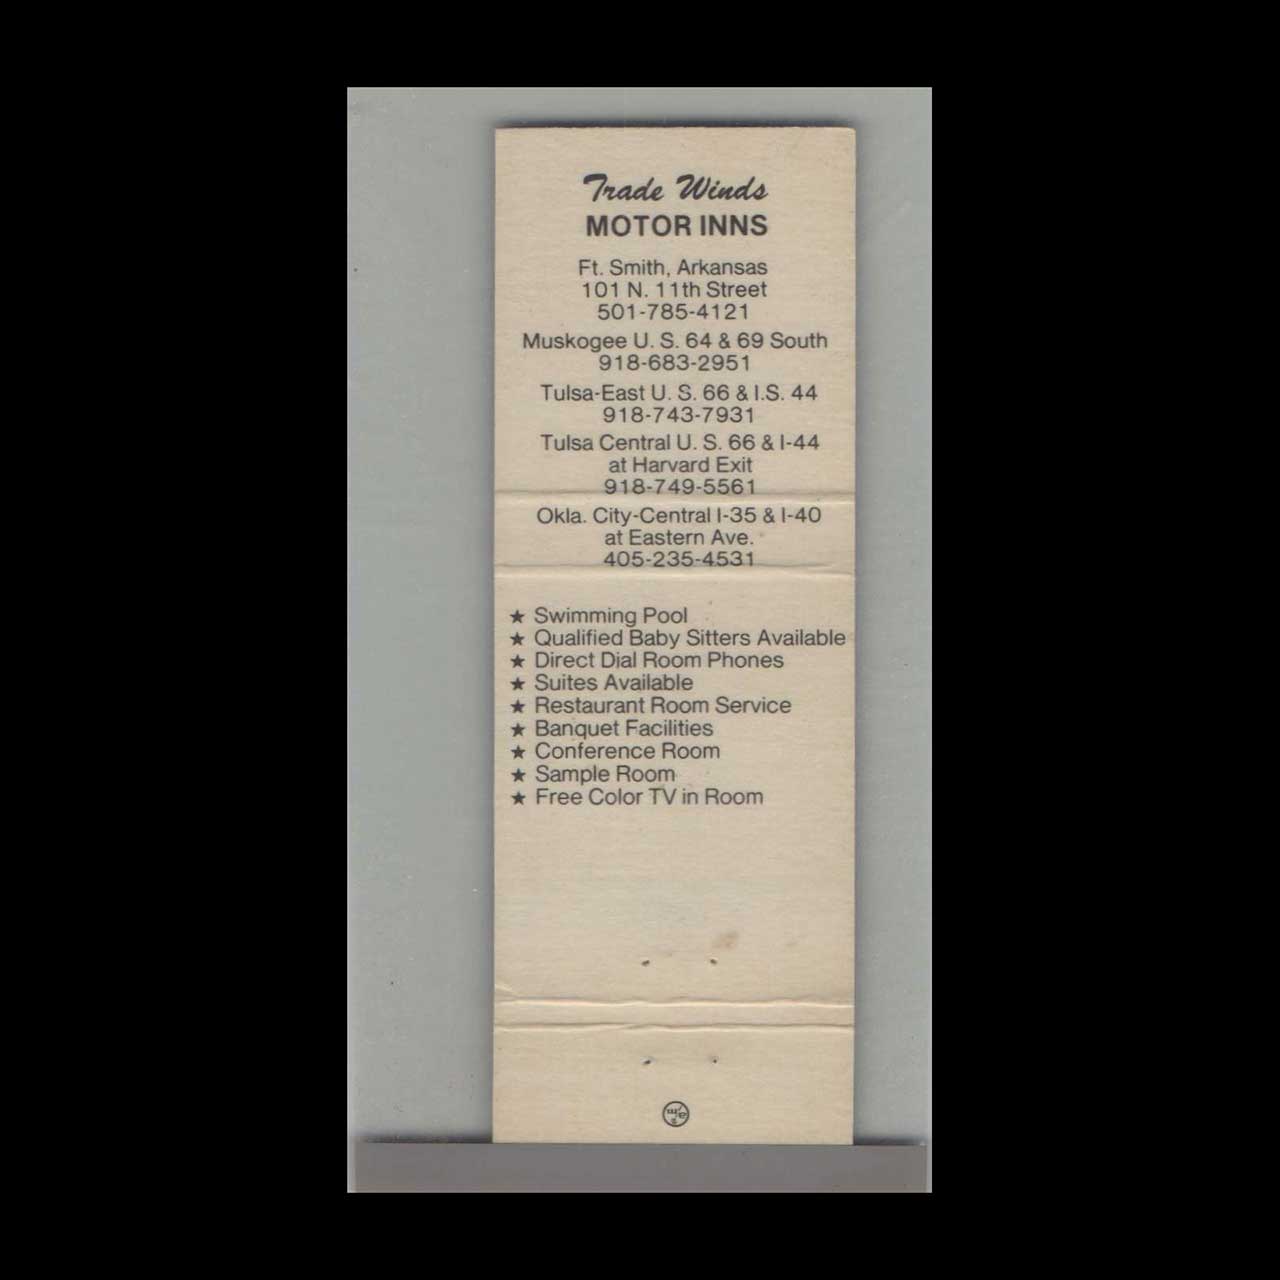 Trade Winds
MOTOR INNS
Ft. Smith, Arkansas
101 N. 11th Street
501-785-4121
Muskogee U. S. 64 & 69 South
918-683-2951
Tulsa-East U. S. 66 & I.S. 44
918-743-7931
Tulsa Central U. S. 66 & I-44
at Harvard Exit
918-749-5561
Okla. City-Central I-35 & I-40
at Eastern Ave.
405-235-4531
★ Swimming Pool
★ Qualified Baby Sitters Available
★ Direct Dial Room Phones
★ Suites Available
★ Restaurant Room Service
★ Banquet Facilities
★ Conference Room
★ Sample Room
★ Free Color TV in Room